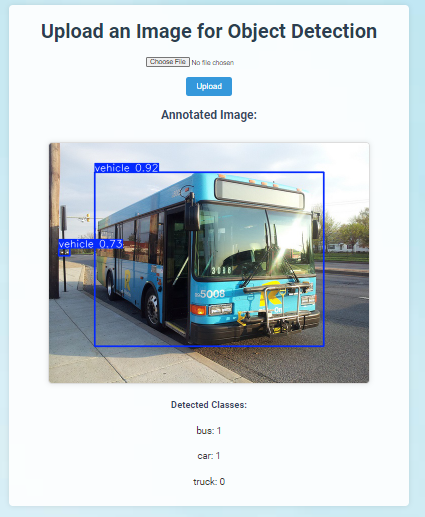 Upload an Image for Object Detection
Choose File No file chosen
Upload
Annotated Image:
vehicle 0.92
vehicle 0.73
5008
Detected Classes:
bus: 1
car: 1
truck: 0